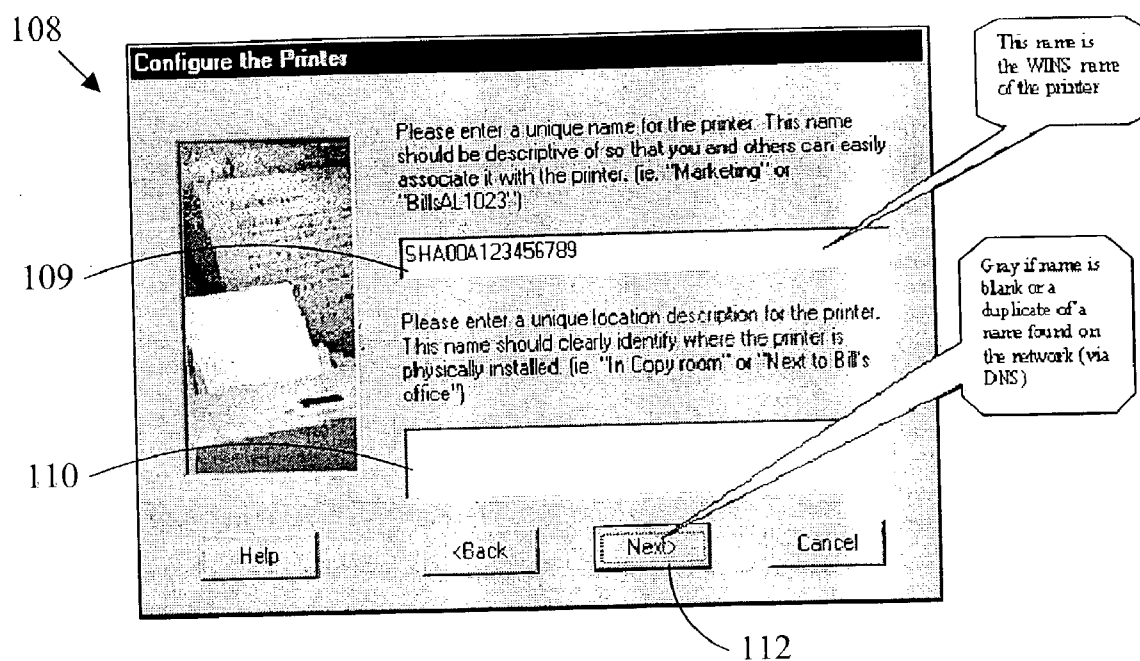 108
Configure the Printer
This name is
the WINS name
of the printer
Please enter a unique name for the printer. This name
should be descriptive of so that you and others can easily
associate it with the printer. (ie. "Marketing" or
"BillsAL1023")
109
SHA00A123456789
Gray if name is
blank or a
duplicate of a
name found on
the network (via
DNS)
Please enter a unique location description for the printer.
This name should clearly identify where the printer is
physically installed. (ie. "In Copy room" or "Next to Bill's
office")
110
Help
<Back
Next>
Cancel
112